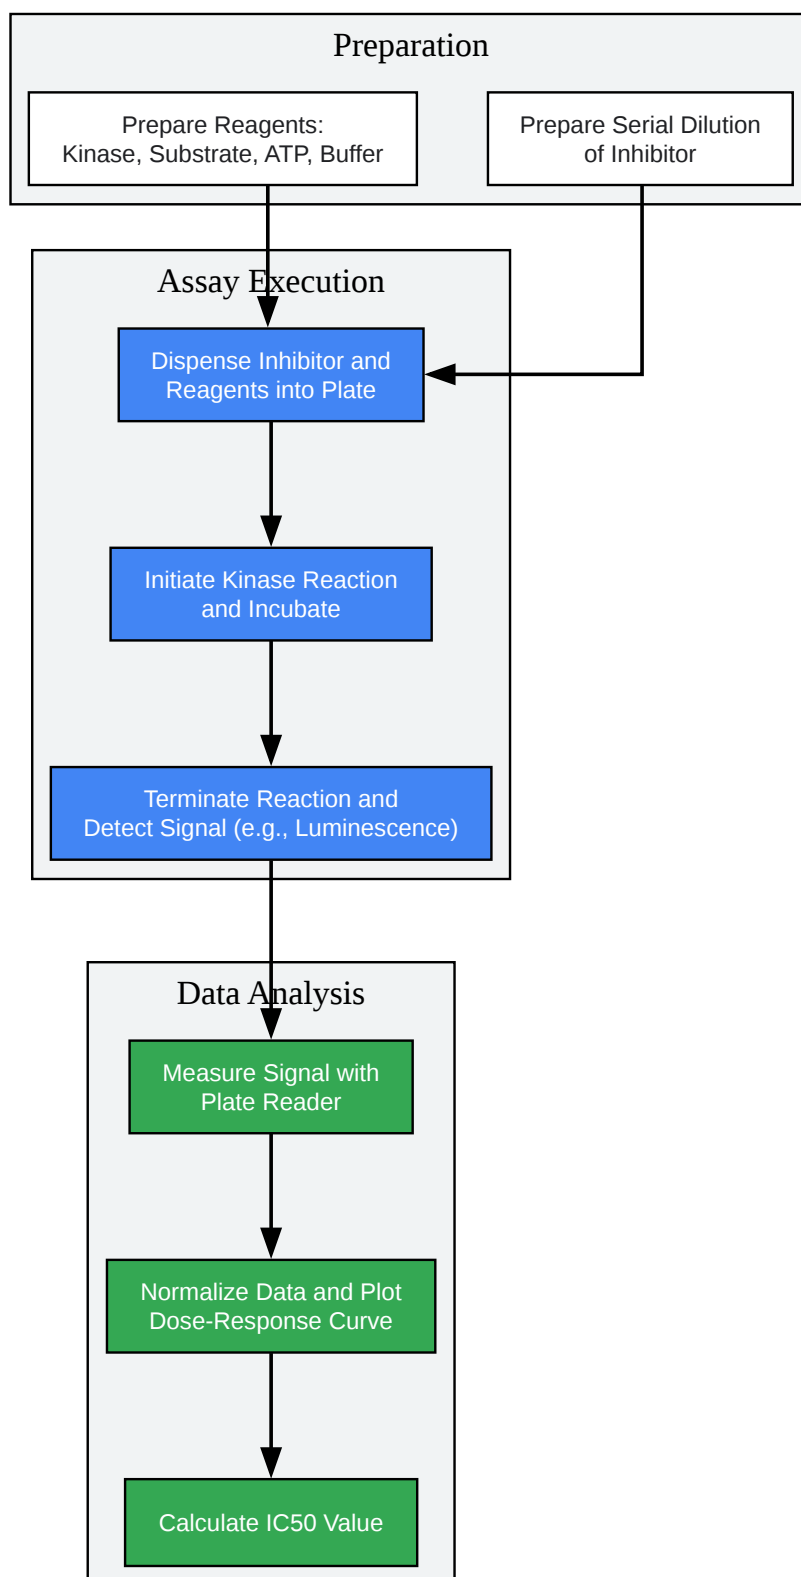 Preparation
Prepare Reagents:
Kinase, Substrate, ATP, Buffer
Prepare Serial Dilution
of Inhibitor
Assay Execution
Dispense Inhibitor and
Reagents into Plate
Initiate Kinase Reaction
and Incubate
Terminate Reaction and
Detect Signal (e.g., Luminescence)
Data Analysis
Measure Signal with
Plate Reader
Normalize Data and Plot
Dose-Response Curve
Calculate IC50 Value